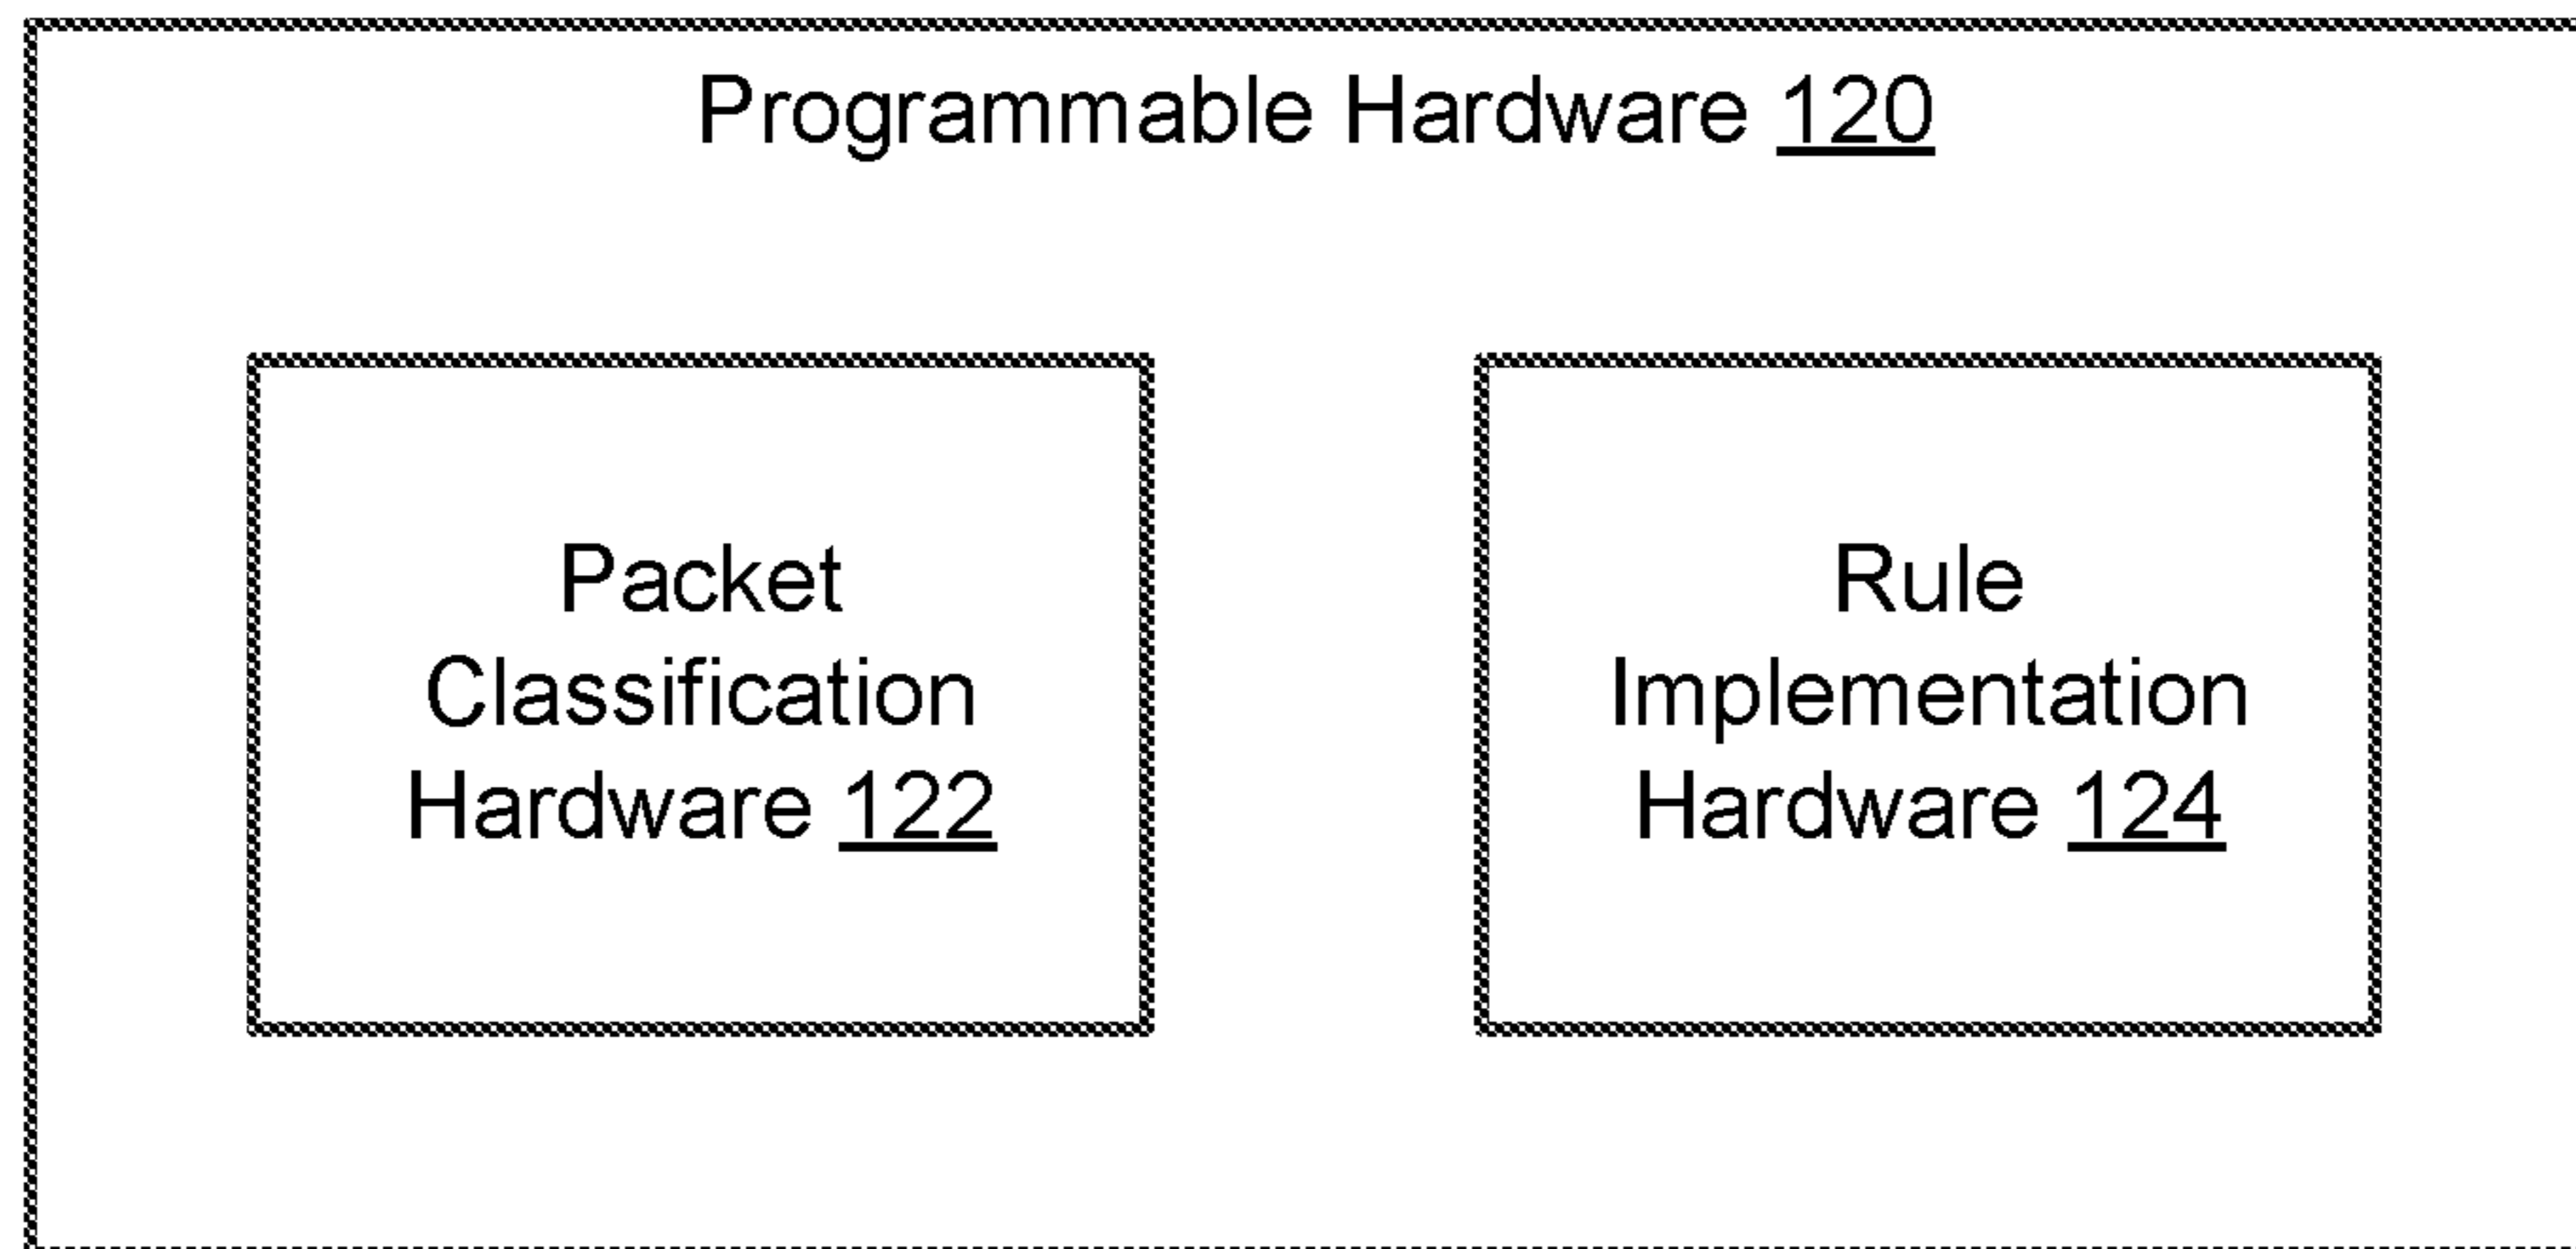 Programmable Hardware 120
Packet
Classification
Hardware 122
Rule
Implementation
Hardware 124